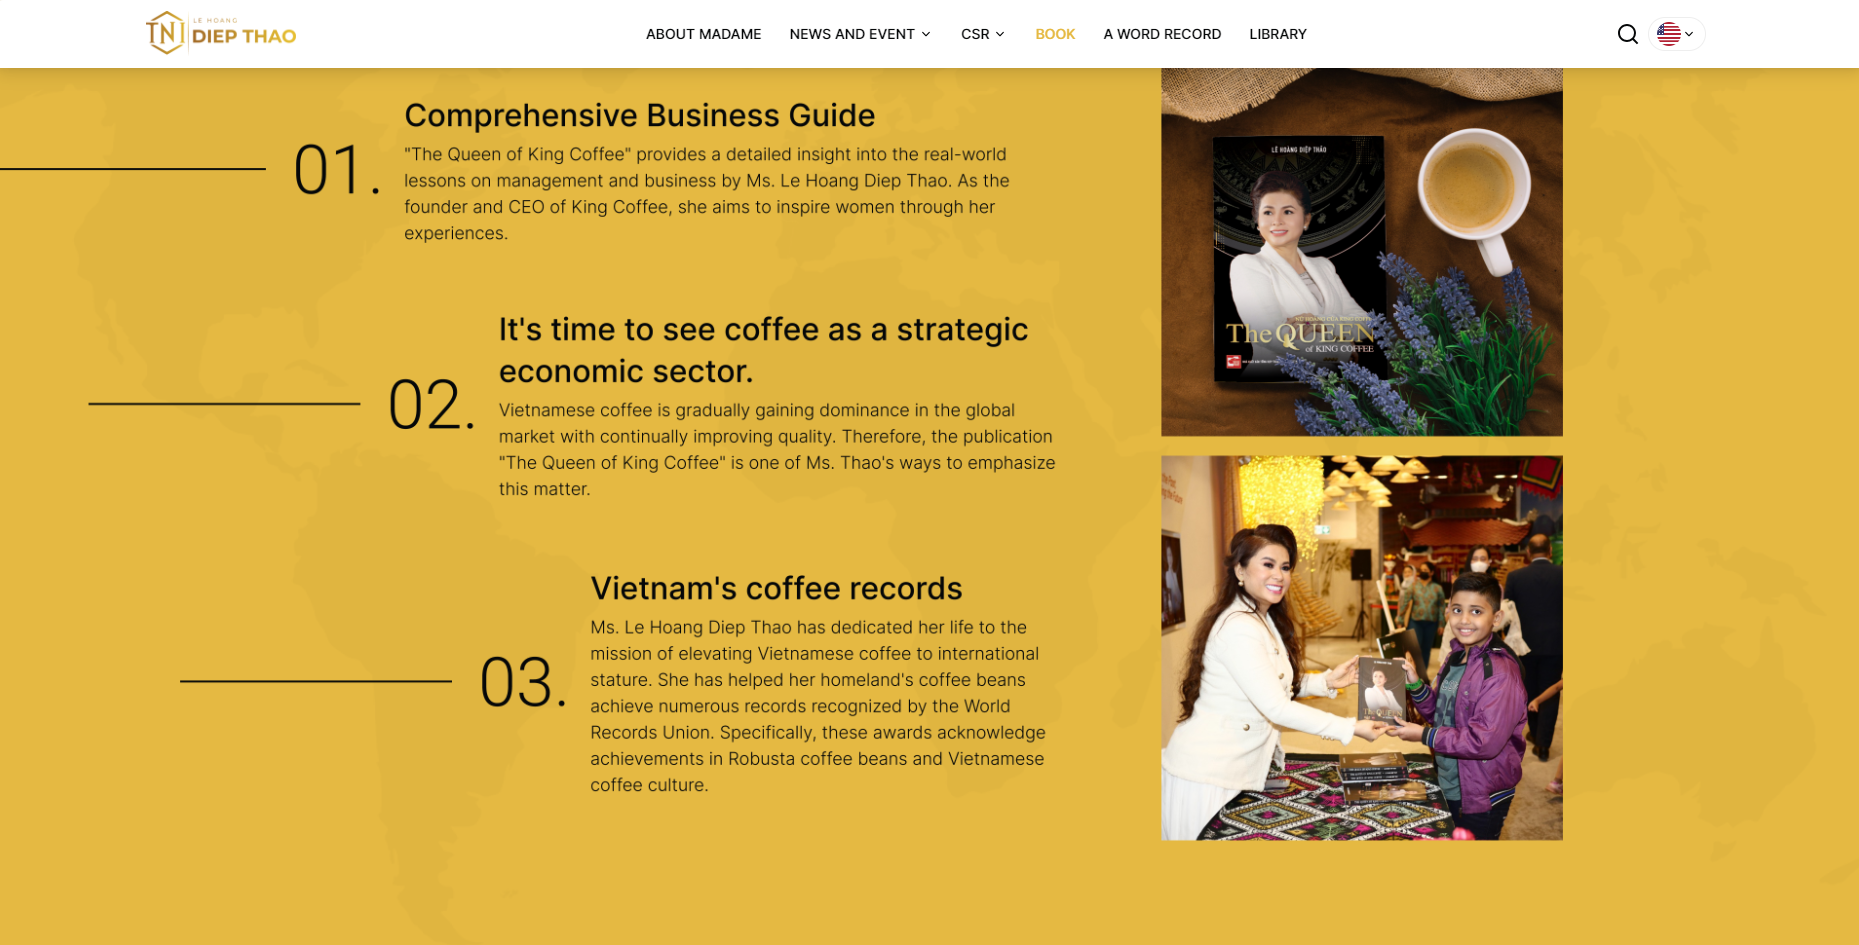 LE HOANG
TNI DIEP THAO
ABOUT MADAME
NEWS AND EVENT
CSR
BOOK
A WORD RECORD
LIBRARY
01.
Comprehensive Business Guide
"The Queen of King Coffee" provides a detailed insight into the real-world
lessons on management and business by Ms. Le Hoang Diep Thao. As the
founder and CEO of King Coffee, she aims to inspire women through her
experiences.
02.
It's time to see coffee as a strategic
economic sector.
Vietnamese coffee is gradually gaining dominance in the global
market with continually improving quality. Therefore, the publication
"The Queen of King Coffee" is one of Ms. Thao's ways to emphasize
this matter.
03.
Vietnam's coffee records
Ms. Le Hoang Diep Thao has dedicated her life to the
mission of elevating Vietnamese coffee to international
stature. She has helped her homeland's coffee beans
achieve numerous records recognized by the World
Records Union. Specifically, these awards acknowledge
achievements in Robusta coffee beans and Vietnamese
coffee culture.
LÊ HOÀNG DIỆP THẢO
NỮ HOÀNG CỦA KING COFFEE
The QUEEN
of KING COFFEE
The QUEEN